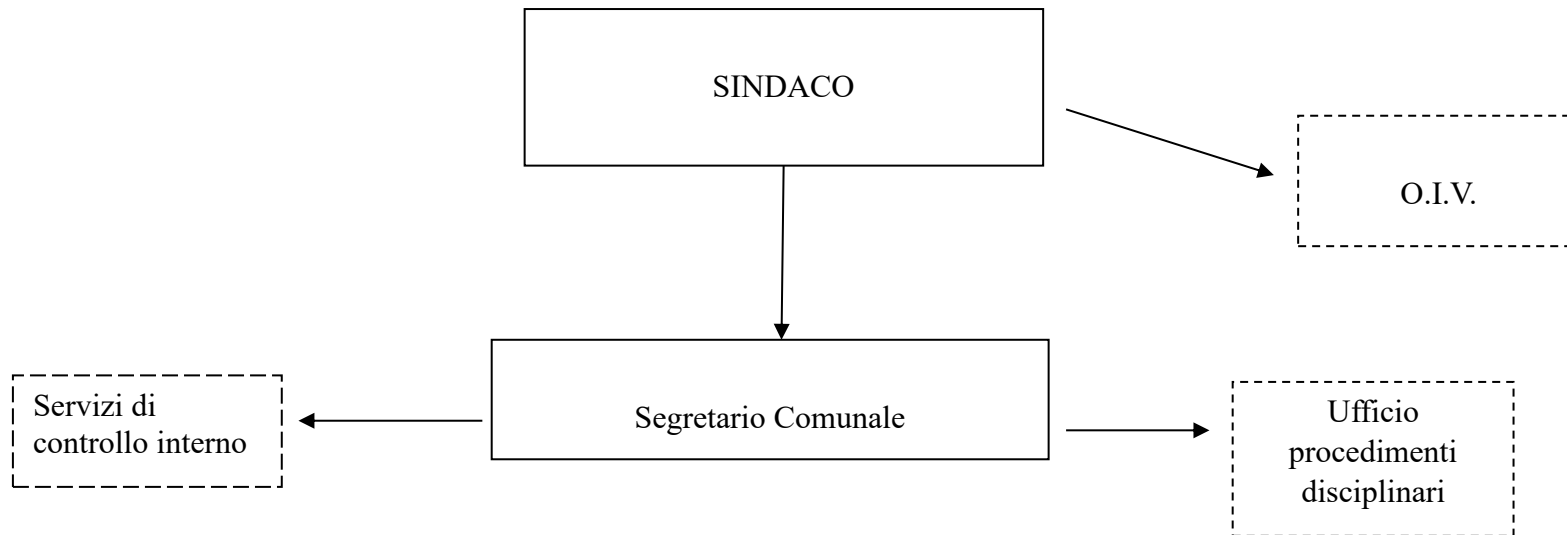 SINDACO
O.I.V.
Servizi di
controllo interno
Segretario Comunale
Ufficio
procedimenti
disciplinari